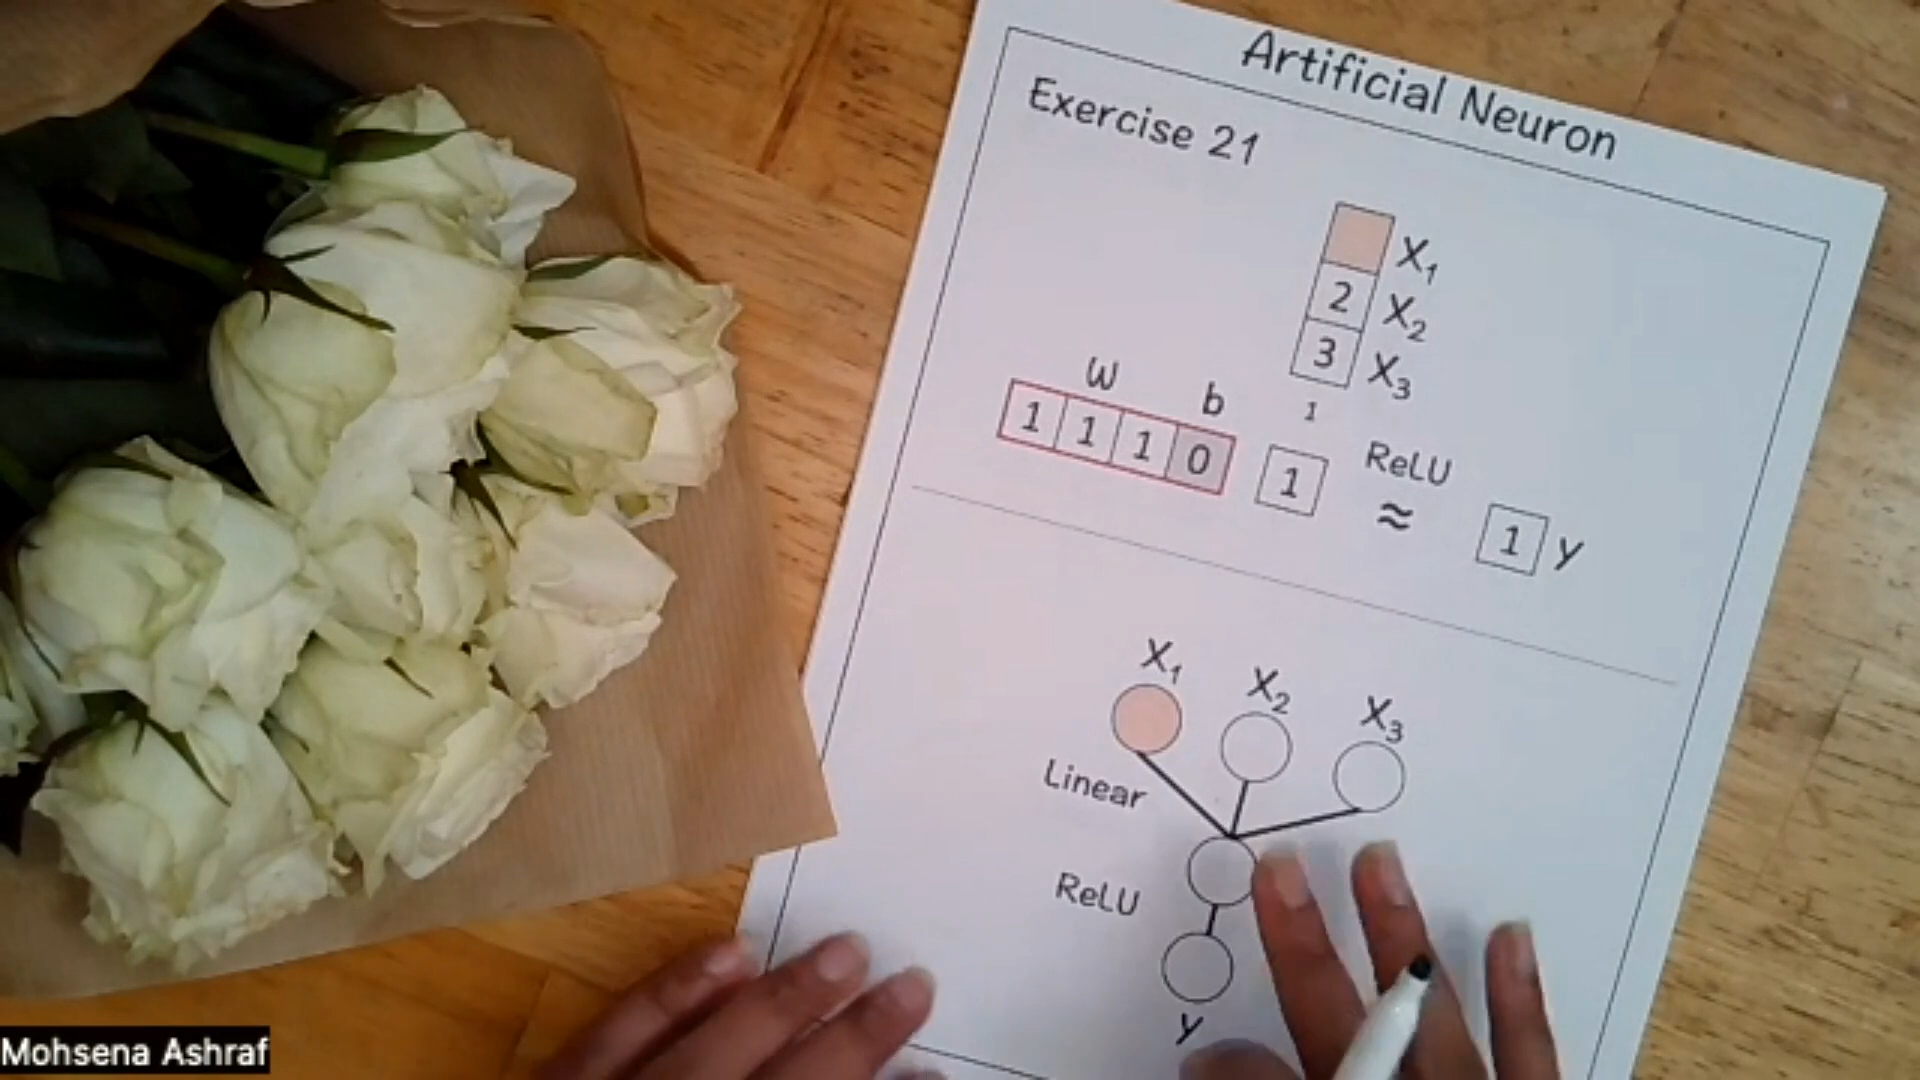 Artificial Neuron
Exercise 21
X₁
2 X₂
3 X₃
W b 1
1 1 1 0 1 ReLU ≈ 1 y
X₁ X₂ X₃
Linear
ReLU
y
Mohsena Ashraf